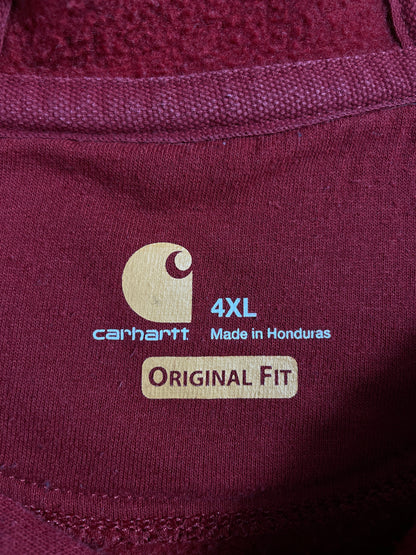 4XL
carhartt
Made in Honduras
ORIGINAL FIT